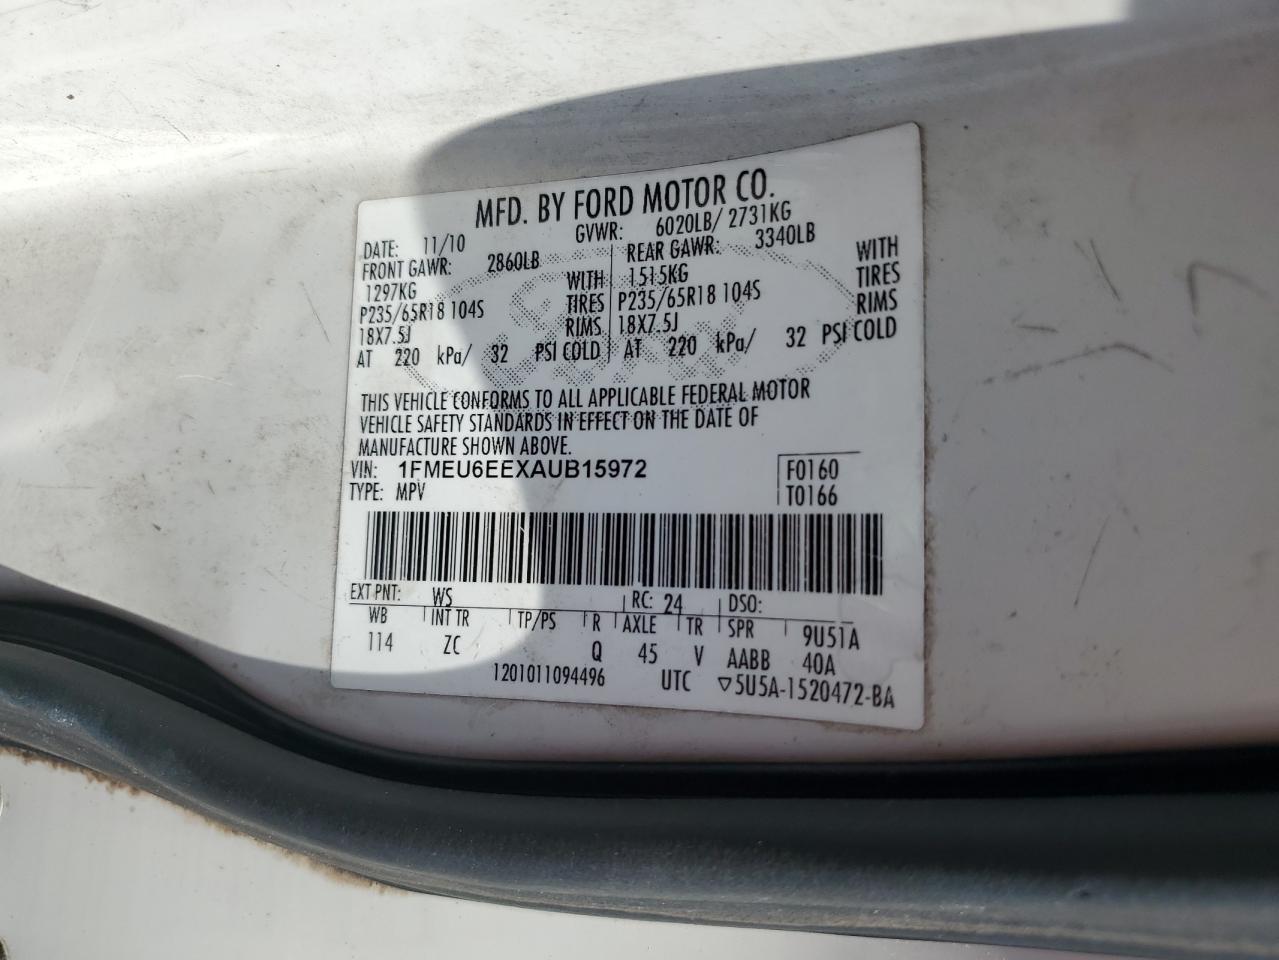 MFD. BY FORD MOTOR CO.
DATE: 11/10 GVWR: 6020LB/ 2731KG
FRONT GAWR: 2860LB REAR GAWR: 3340LB
1297KG WITH 1515KG WITH
P235/65R18 104S TIRES P235/65R18 104S TIRES
18X7.5J RIMS 18X7.5J RIMS
AT 220 kPa/ 32 PSI COLD AT 220 kPa/ 32 PSI COLD
THIS VEHICLE CONFORMS TO ALL APPLICABLE FEDERAL MOTOR
VEHICLE SAFETY STANDARDS IN EFFECT ON THE DATE OF
MANUFACTURE SHOWN ABOVE.
VIN: 1FMEU6EEXAUB15972 F0160
TYPE: MPV T0166
EXT PNT: WS RC: 24 DSO:
WB INT TR TP/PS R AXLE TR SPR 9U51A
114 ZC Q 45 V AABB 40A
1201011094496 UTC ▽5U5A-1520472-BA